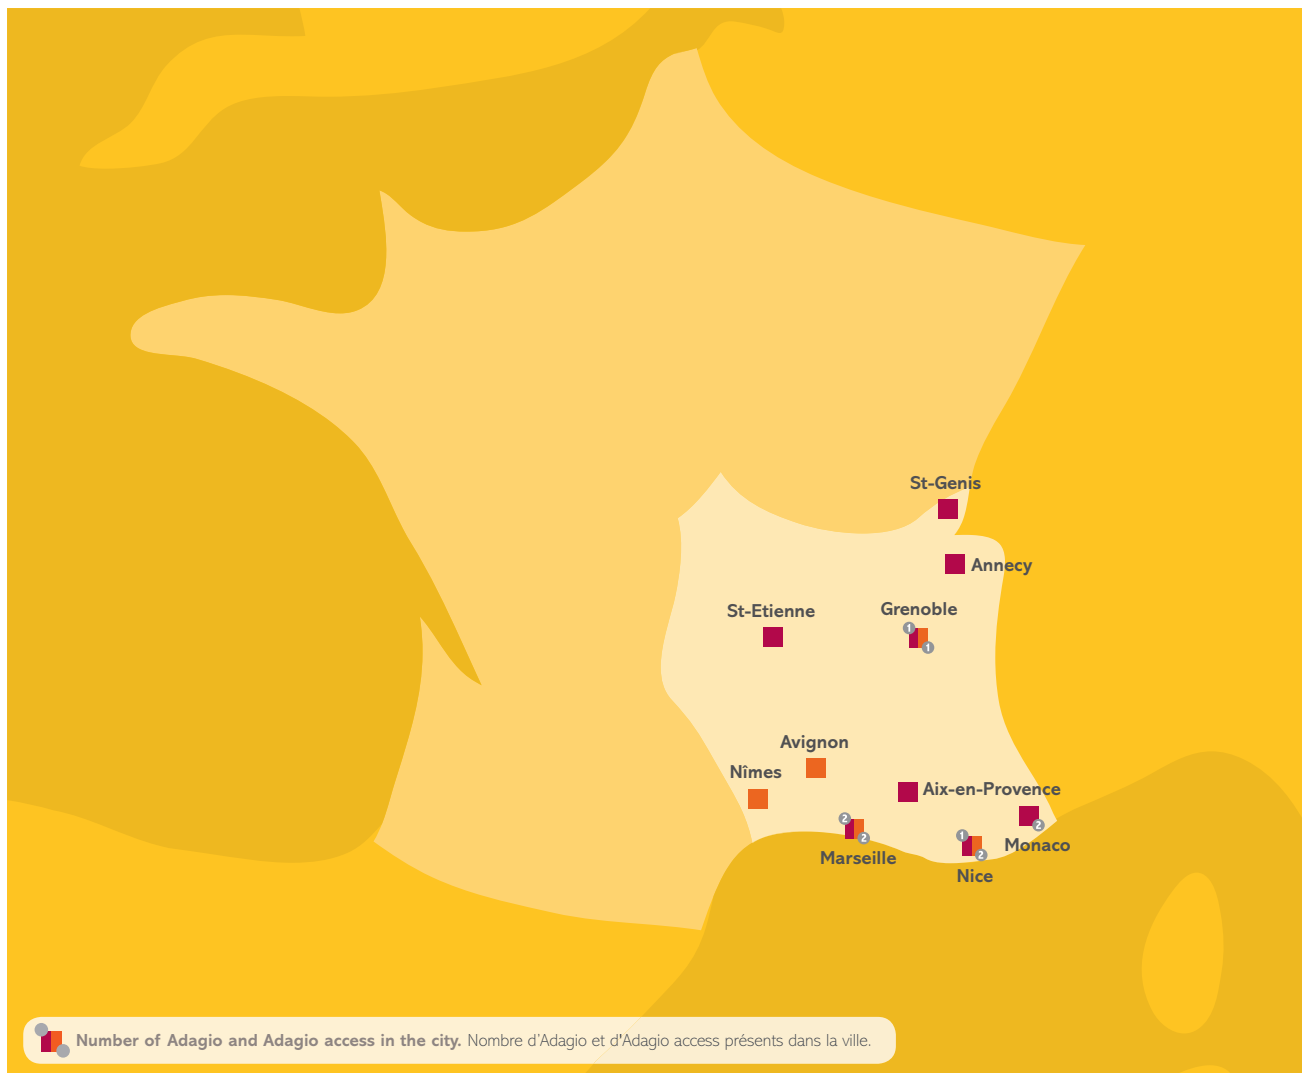 St-Genis
Annecy
St-Etienne
Grenoble
1
1
Avignon
Nîmes
Aix-en-Provence
2
2
Marseille
2
Monaco
1
2
Nice
Number of Adagio and Adagio access in the city. Nombre d'Adagio et d'Adagio access présents dans la ville.